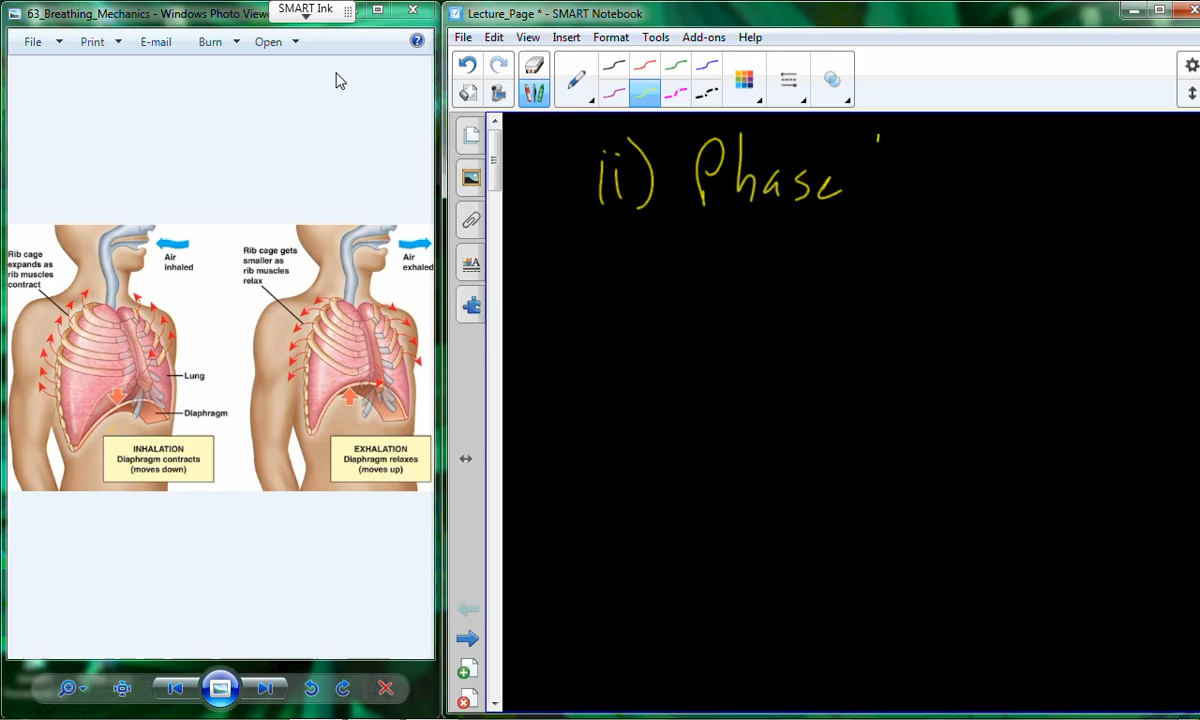 63_Breathing_Mechanics - Windows Photo Viewe
SMART Ink
File Print E-mail Burn Open
Rib cage
expands as
rib muscles
contract
Air
inhaled
Lung
Diaphragm
INHALATION
Diaphragm contracts
(moves down)
Rib cage gets
smaller as
rib muscles
relax
Air
exhaled
EXHALATION
Diaphragm relaxes
(moves up)
Lecture_Page * - SMART Notebook
File Edit View Insert Format Tools Add-ons Help
ii) Phase